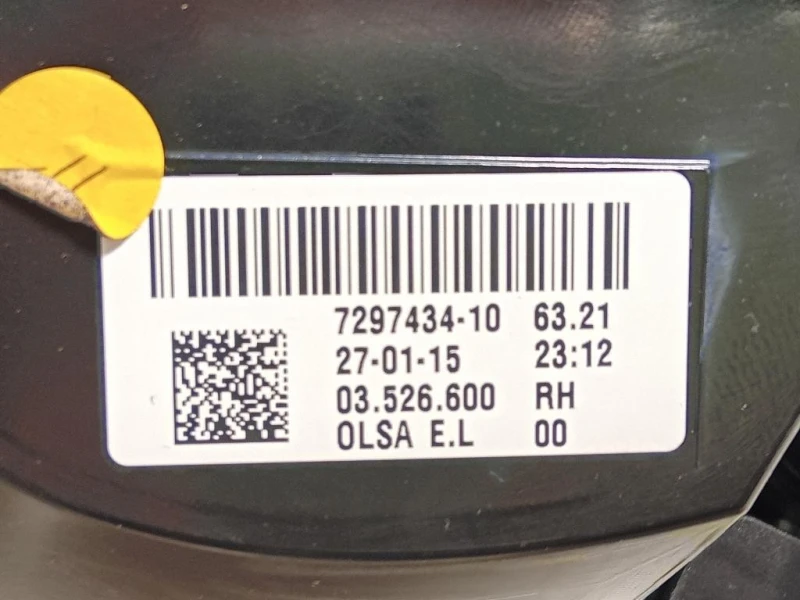 7297434-10 63.21
27-01-15 23:12
03.526.600 RH
OLSA E.L 00